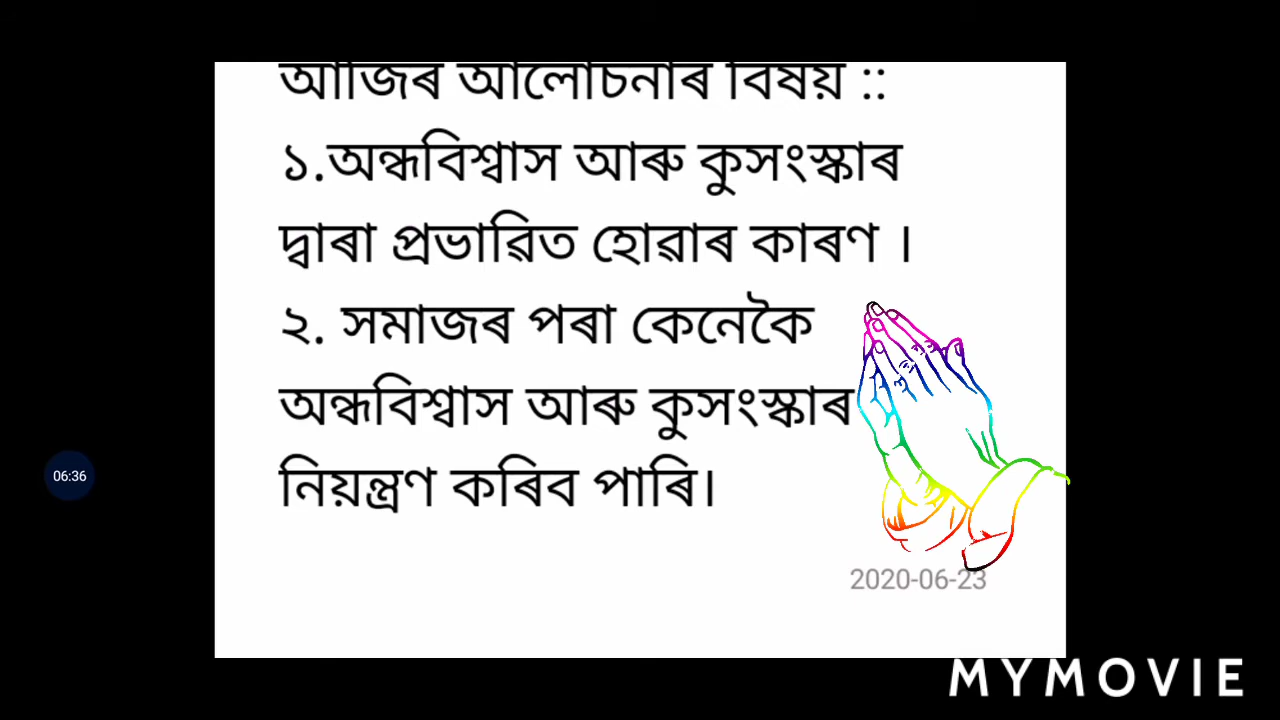 আজিৰ আলোচনাৰ বিষয় ::
১.অন্ধবিশ্বাস আৰু কুসংস্কাৰ
দ্বাৰা প্ৰভাৱিত হোৱাৰ কাৰণ ।
২. সমাজৰ পৰা কেনেকৈ
অন্ধবিশ্বাস আৰু কুসংস্কাৰ
নিয়ন্ত্ৰণ কৰিব পাৰি।
06:36
2020-06-23
MYMOVIE